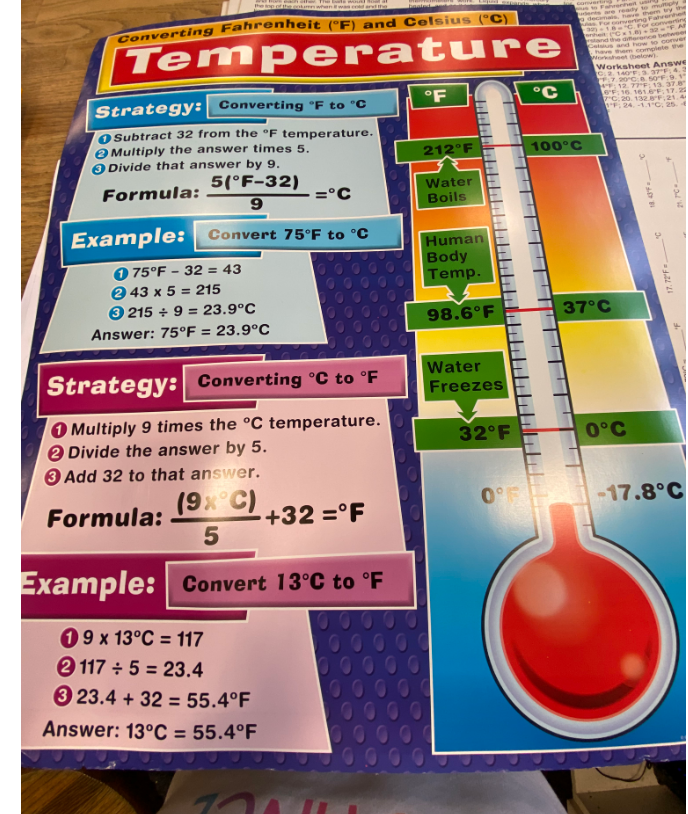 Converting Fahrenheit (°F) and Celsius (°C)
Temperature
Strategy: Converting °F to °C
1 Subtract 32 from the °F temperature.
2 Multiply the answer times 5.
3 Divide that answer by 9.
Formula: 5(°F–32) =°C
9
Example: Convert 75°F to °C
1 75°F – 32 = 43
2 43 x 5 = 215
3 215 ÷ 9 = 23.9°C
Answer: 75°F = 23.9°C
Strategy: Converting °C to °F
1 Multiply 9 times the °C temperature.
2 Divide the answer by 5.
3 Add 32 to that answer.
Formula: (9x°C) +32 =°F
5
Example: Convert 13°C to °F
1 9 x 13°C = 117
2 117 ÷ 5 = 23.4
3 23.4 + 32 = 55.4°F
Answer: 13°C = 55.4°F
°F °C
212°F 100°C
Water
Boils
Human
Body
Temp.
98.6°F 37°C
Water
Freezes
32°F 0°C
0°F -17.8°C
Worksheet